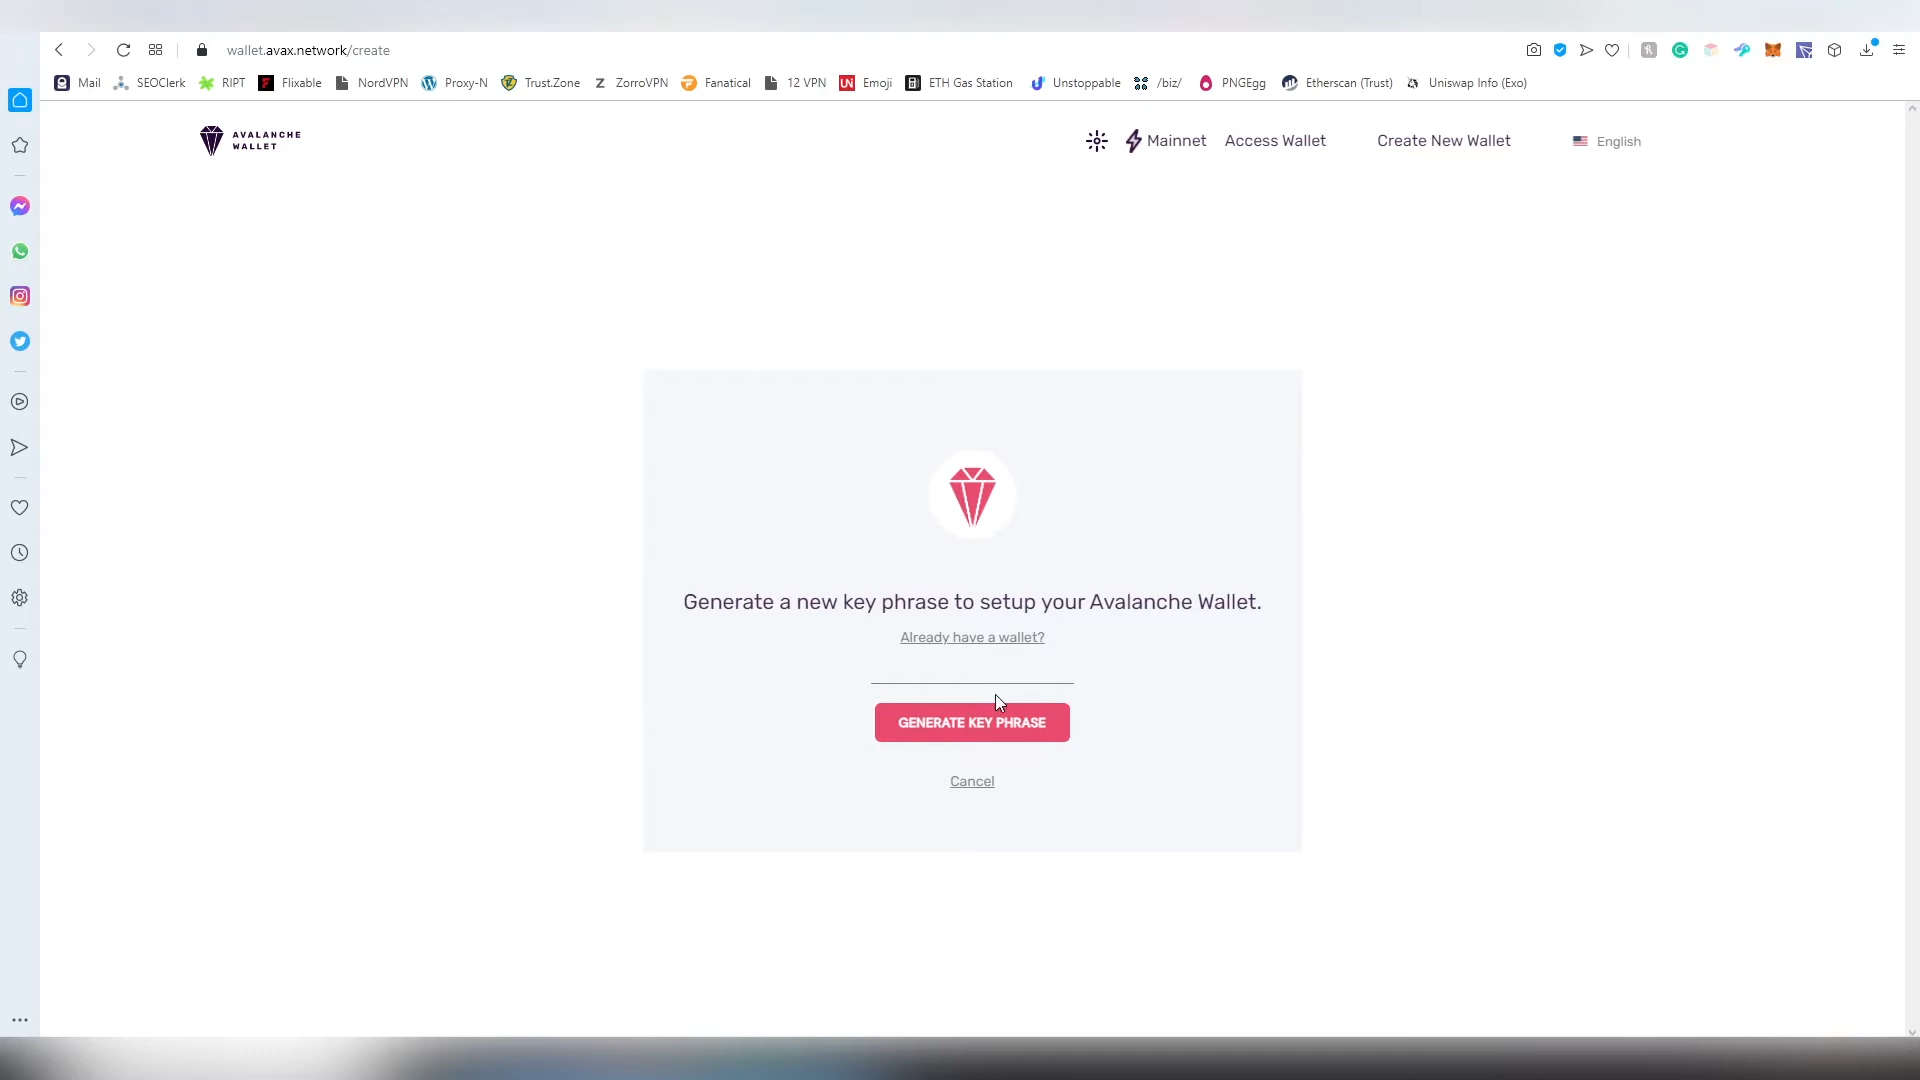 wallet.avax.network/create
Mail SEOClerk RIPT Flixable NordVPN Proxy-N Trust.Zone ZorroVPN Fanatical 12 VPN UN Emoji ETH Gas Station Unstoppable /biz/ PNGEgg Etherscan (Trust) Uniswap Info (Exo)
AVALANCHE
WALLET
Mainnet Access Wallet Create New Wallet English
Generate a new key phrase to setup your Avalanche Wallet.
Already have a wallet?
GENERATE KEY PHRASE
Cancel